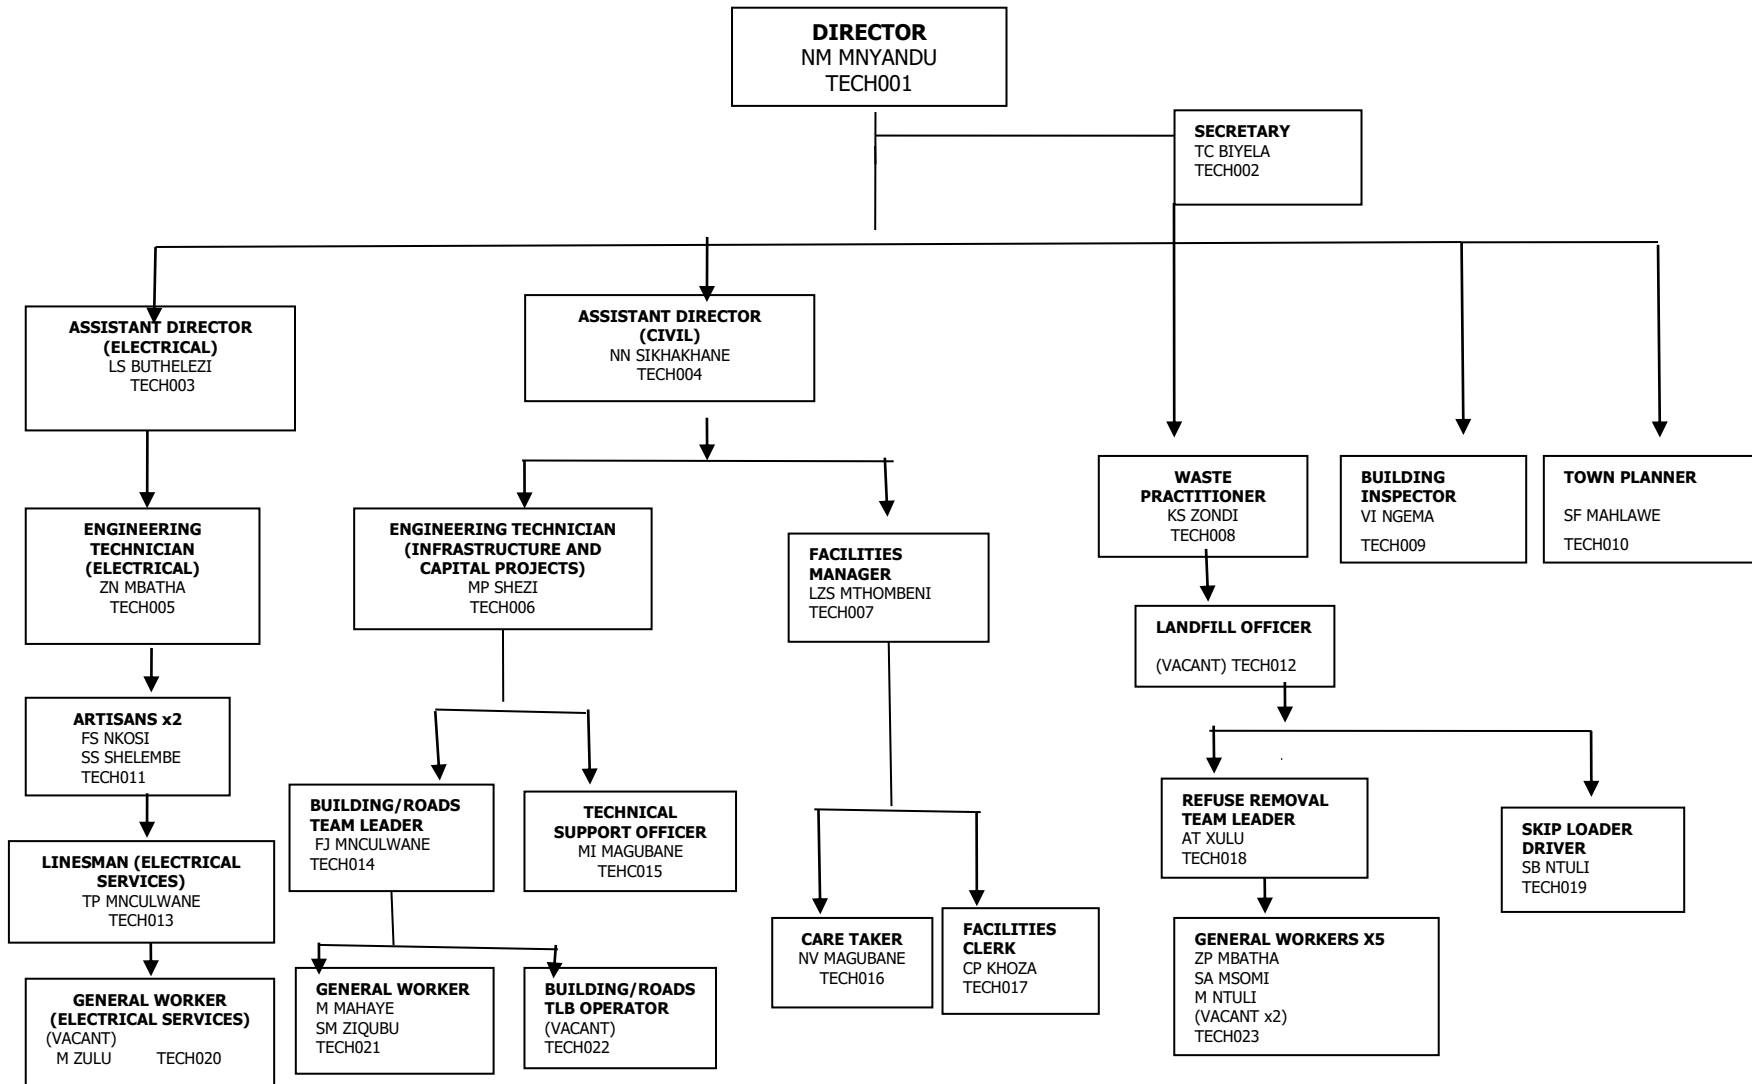 DIRECTOR
NM MNYANDU
TECH001
SECRETARY
TC BIYELA
TECH002
ASSISTANT DIRECTOR
(ELECTRICAL)
LS BUTHELEZI
TECH003
ASSISTANT DIRECTOR
(CIVIL)
NN SIKHAKHANE
TECH004
ENGINEERING
TECHNICIAN
(ELECTRICAL)
ZN MBATHA
TECH005
ENGINEERING TECHNICIAN
(INFRASTRUCTURE AND
CAPITAL PROJECTS)
MP SHEZI
TECH006
FACILITIES
MANAGER
LZS MTHOMBENI
TECH007
WASTE
PRACTITIONER
KS ZONDI
TECH008
BUILDING
INSPECTOR
VI NGEMA
TECH009
TOWN PLANNER
SF MAHLAWE
TECH010
LANDFILL OFFICER
(VACANT) TECH012
ARTISANS x2
FS NKOSI
SS SHELEMBE
TECH011
BUILDING/ROADS
TEAM LEADER
FJ MNCULWANE
TECH014
TECHNICAL
SUPPORT OFFICER
MI MAGUBANE
TEHC015
REFUSE REMOVAL
TEAM LEADER
AT XULU
TECH018
SKIP LOADER
DRIVER
SB NTULI
TECH019
LINESMAN (ELECTRICAL
SERVICES)
TP MNCULWANE
TECH013
CARE TAKER
NV MAGUBANE
TECH016
FACILITIES
CLERK
CP KHOZA
TECH017
GENERAL WORKERS X5
ZP MBATHA
SA MSOMI
M NTULI
(VACANT x2)
TECH023
GENERAL WORKER
(ELECTRICAL SERVICES)
(VACANT)
M ZULU TECH020
GENERAL WORKER
M MAHAYE
SM ZIQUBU
TECH021
BUILDING/ROADS
TLB OPERATOR
(VACANT)
TECH022